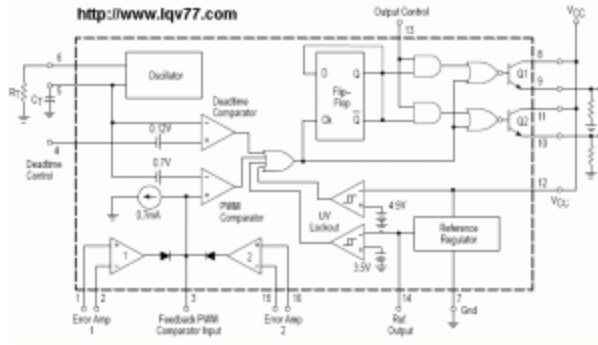 http://www.lqv77.com
Output Control
VCC
13
6
RT
5
CT
Oscillator
D
Flip-
Flop
Q
Ck
Q
8
Q1
9
Q2
11
10
Deadtime
Comparator
0.12V
4
Deadtime
Control
0.7V
PWM
Comparator
0.7mA
UV
Lockout
4.9V
3.5V
12
VCC
Reference
Regulator
1
2
1
2
3
15
16
14
7
Gnd
Error Amp
1
Feedback PWM
Comparator Input
Error Amp
2
Ref.
Output